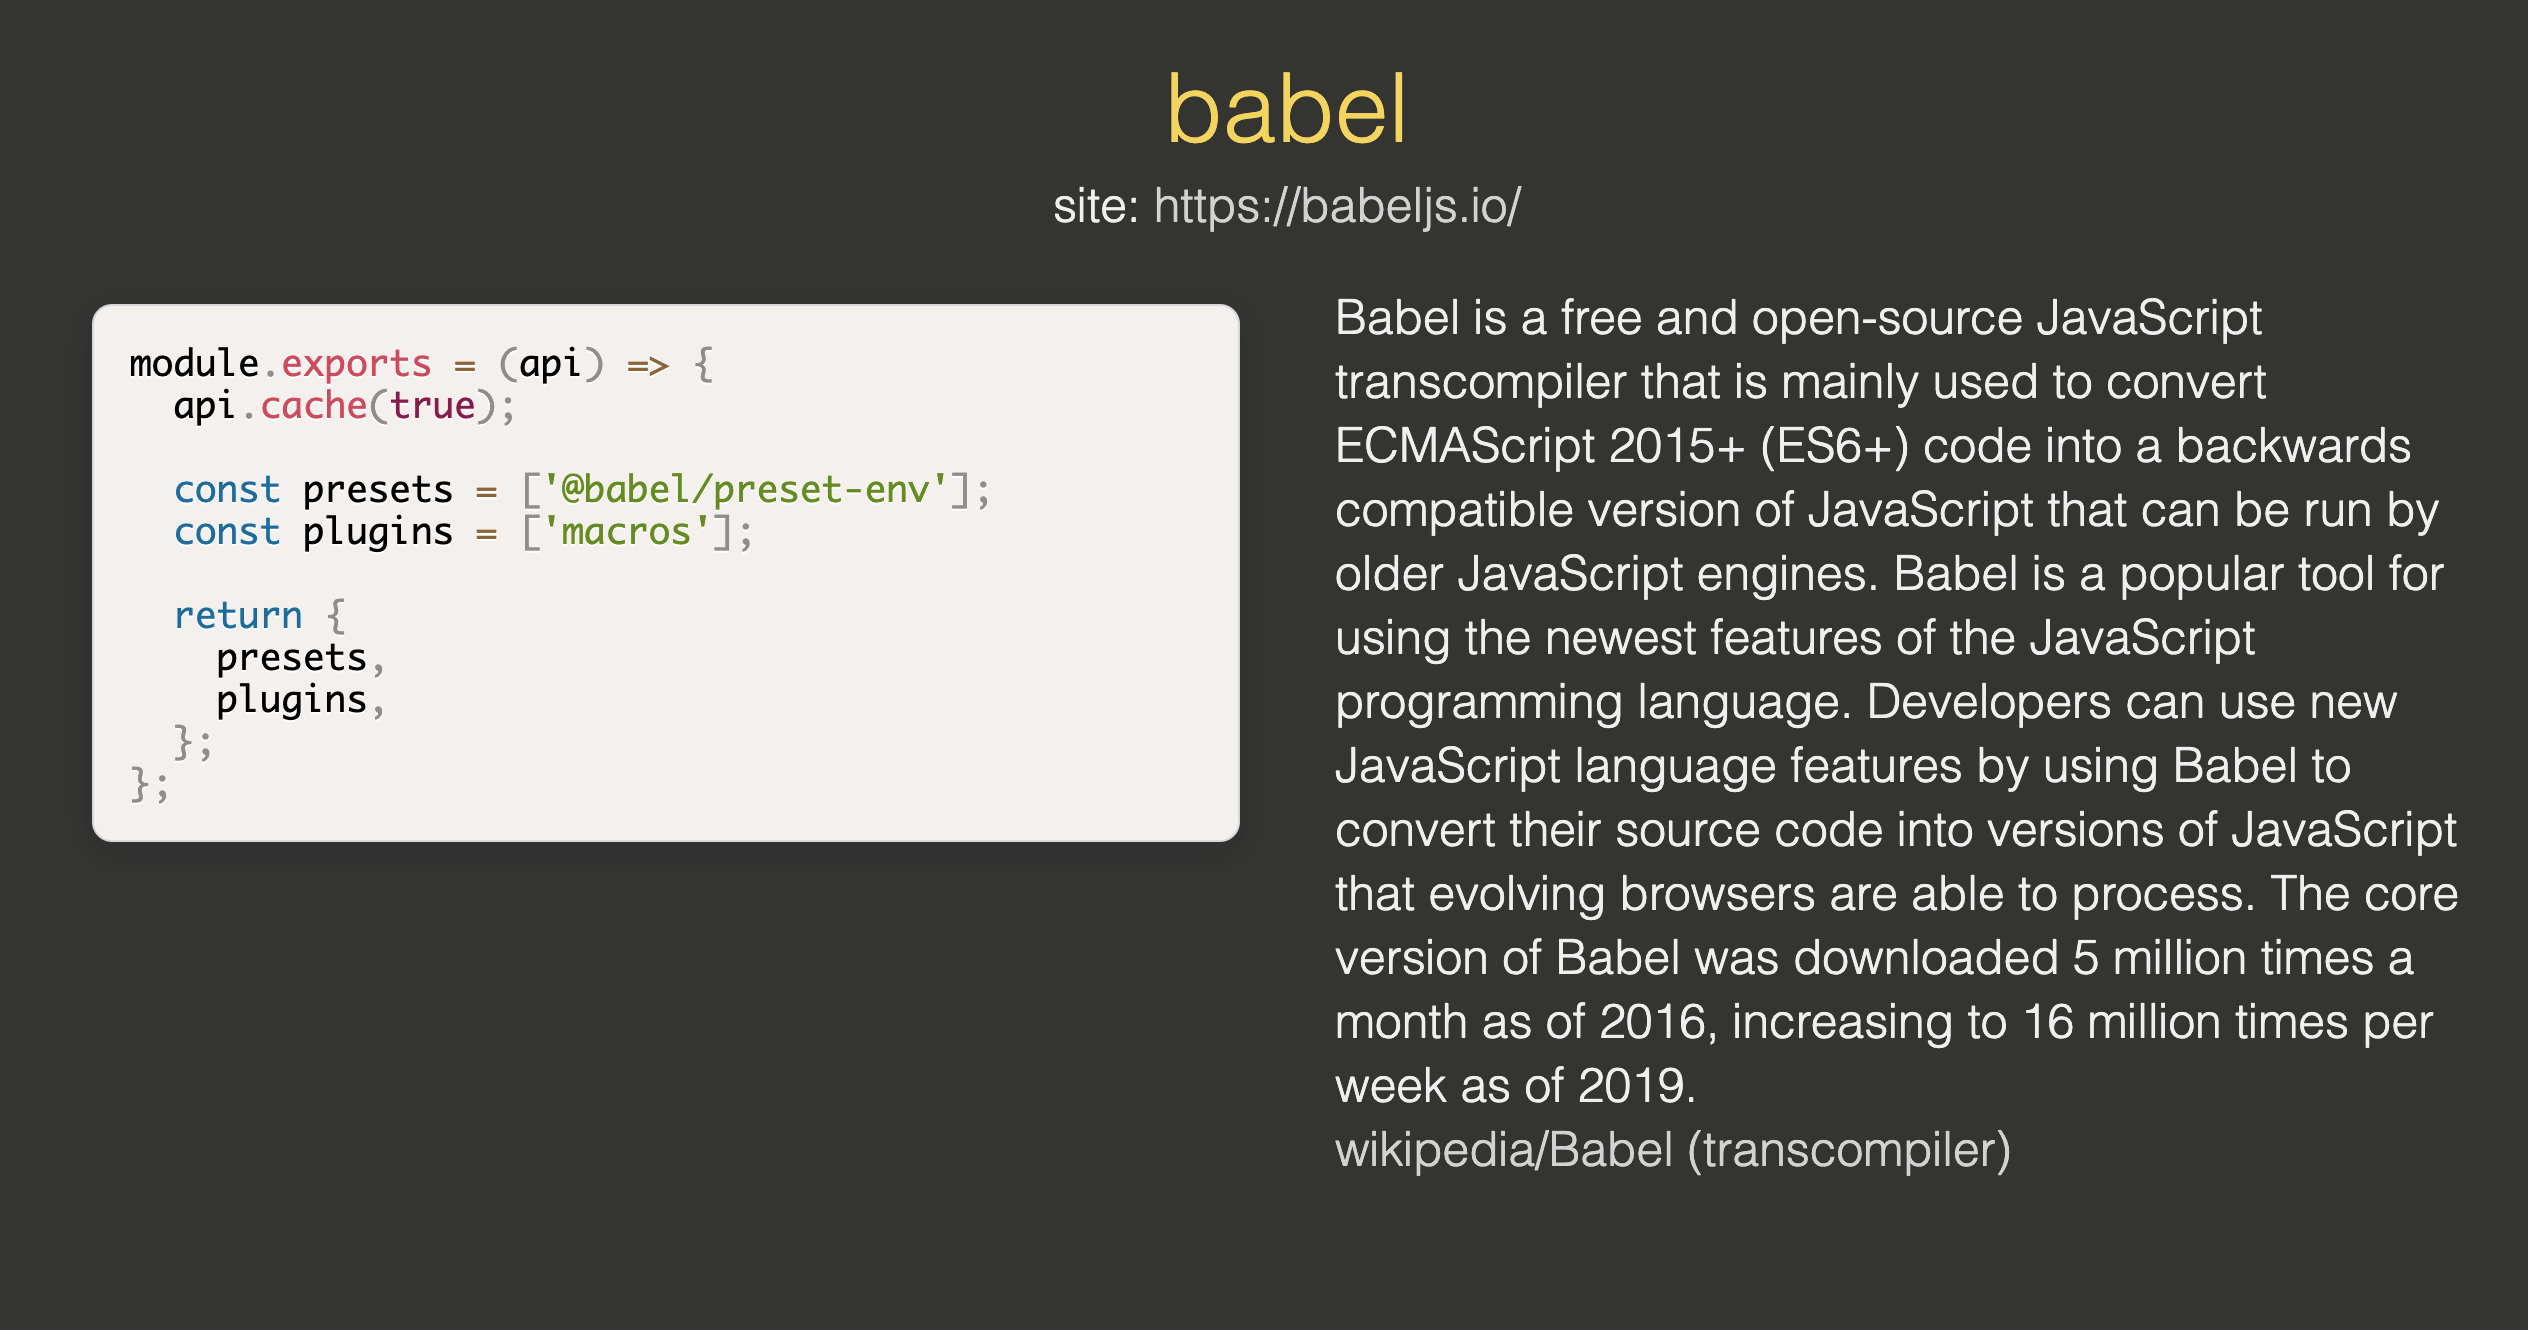 babel
site: https://babeljs.io/
module.exports = (api) => {
  api.cache(true);

  const presets = ['@babel/preset-env'];
  const plugins = ['macros'];

  return {
    presets,
    plugins,
  };
};
Babel is a free and open-source JavaScript
transcompiler that is mainly used to convert
ECMAScript 2015+ (ES6+) code into a backwards
compatible version of JavaScript that can be run by
older JavaScript engines. Babel is a popular tool for
using the newest features of the JavaScript
programming language. Developers can use new
JavaScript language features by using Babel to
convert their source code into versions of JavaScript
that evolving browsers are able to process. The core
version of Babel was downloaded 5 million times a
month as of 2016, increasing to 16 million times per
week as of 2019.
wikipedia/Babel (transcompiler)